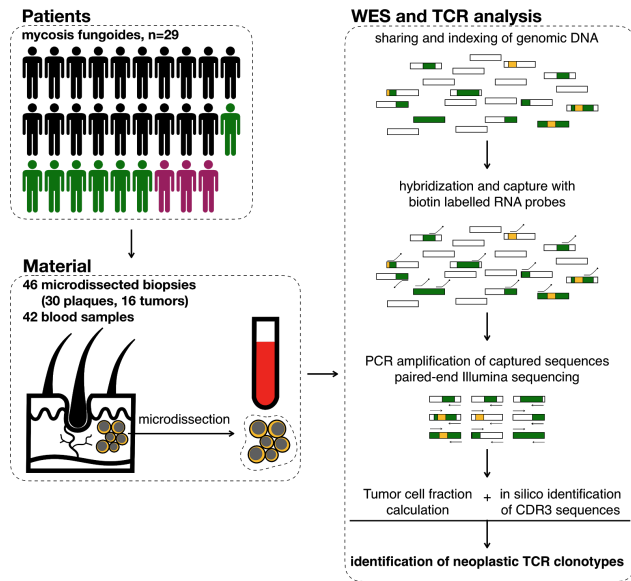 Patients
mycosis fungoides, n=29
Material
46 microdissected biopsies
(30 plaques, 16 tumors)
42 blood samples
microdissection
WES and TCR analysis
sharing and indexing of genomic DNA
hybridization and capture with
biotin labelled RNA probes
PCR amplification of captured sequences
paired-end Illumina sequencing
Tumor cell fraction
calculation
+
in silico identification
of CDR3 sequences
identification of neoplastic TCR clonotypes